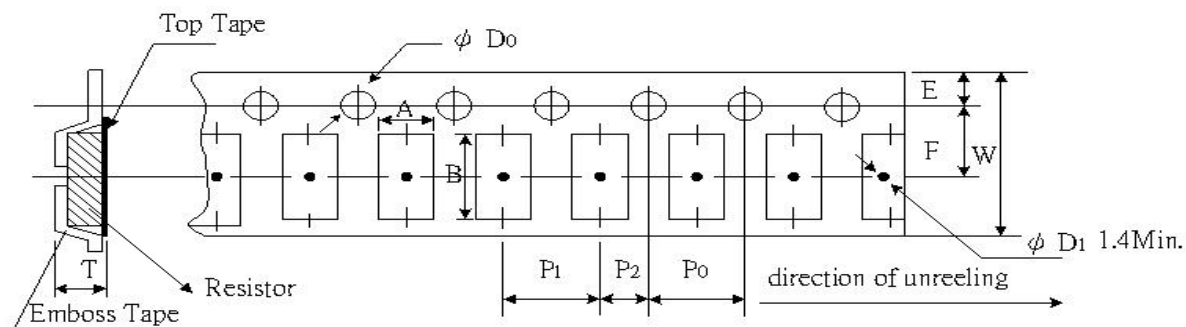 Top Tape
ϕ D0
E
A
F
W
B
ϕ D1 1.4Min.
P1
P2
P0
T
direction of unreeling
Resistor
Emboss Tape